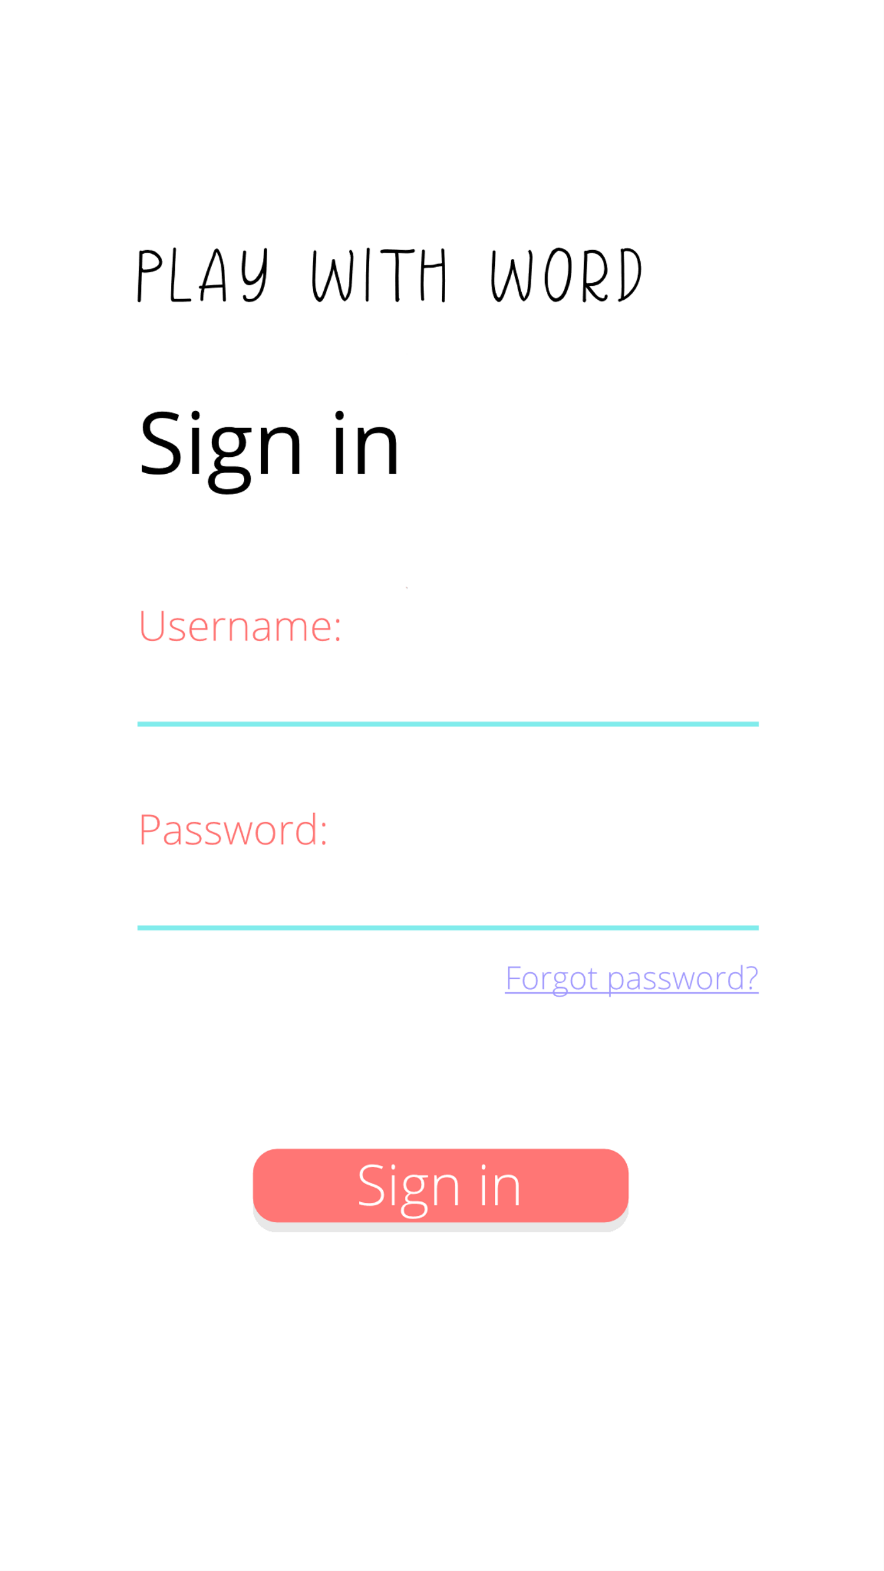 PLAY WITH WORD
Sign in
Username:
Password:
Forgot password?
Sign in